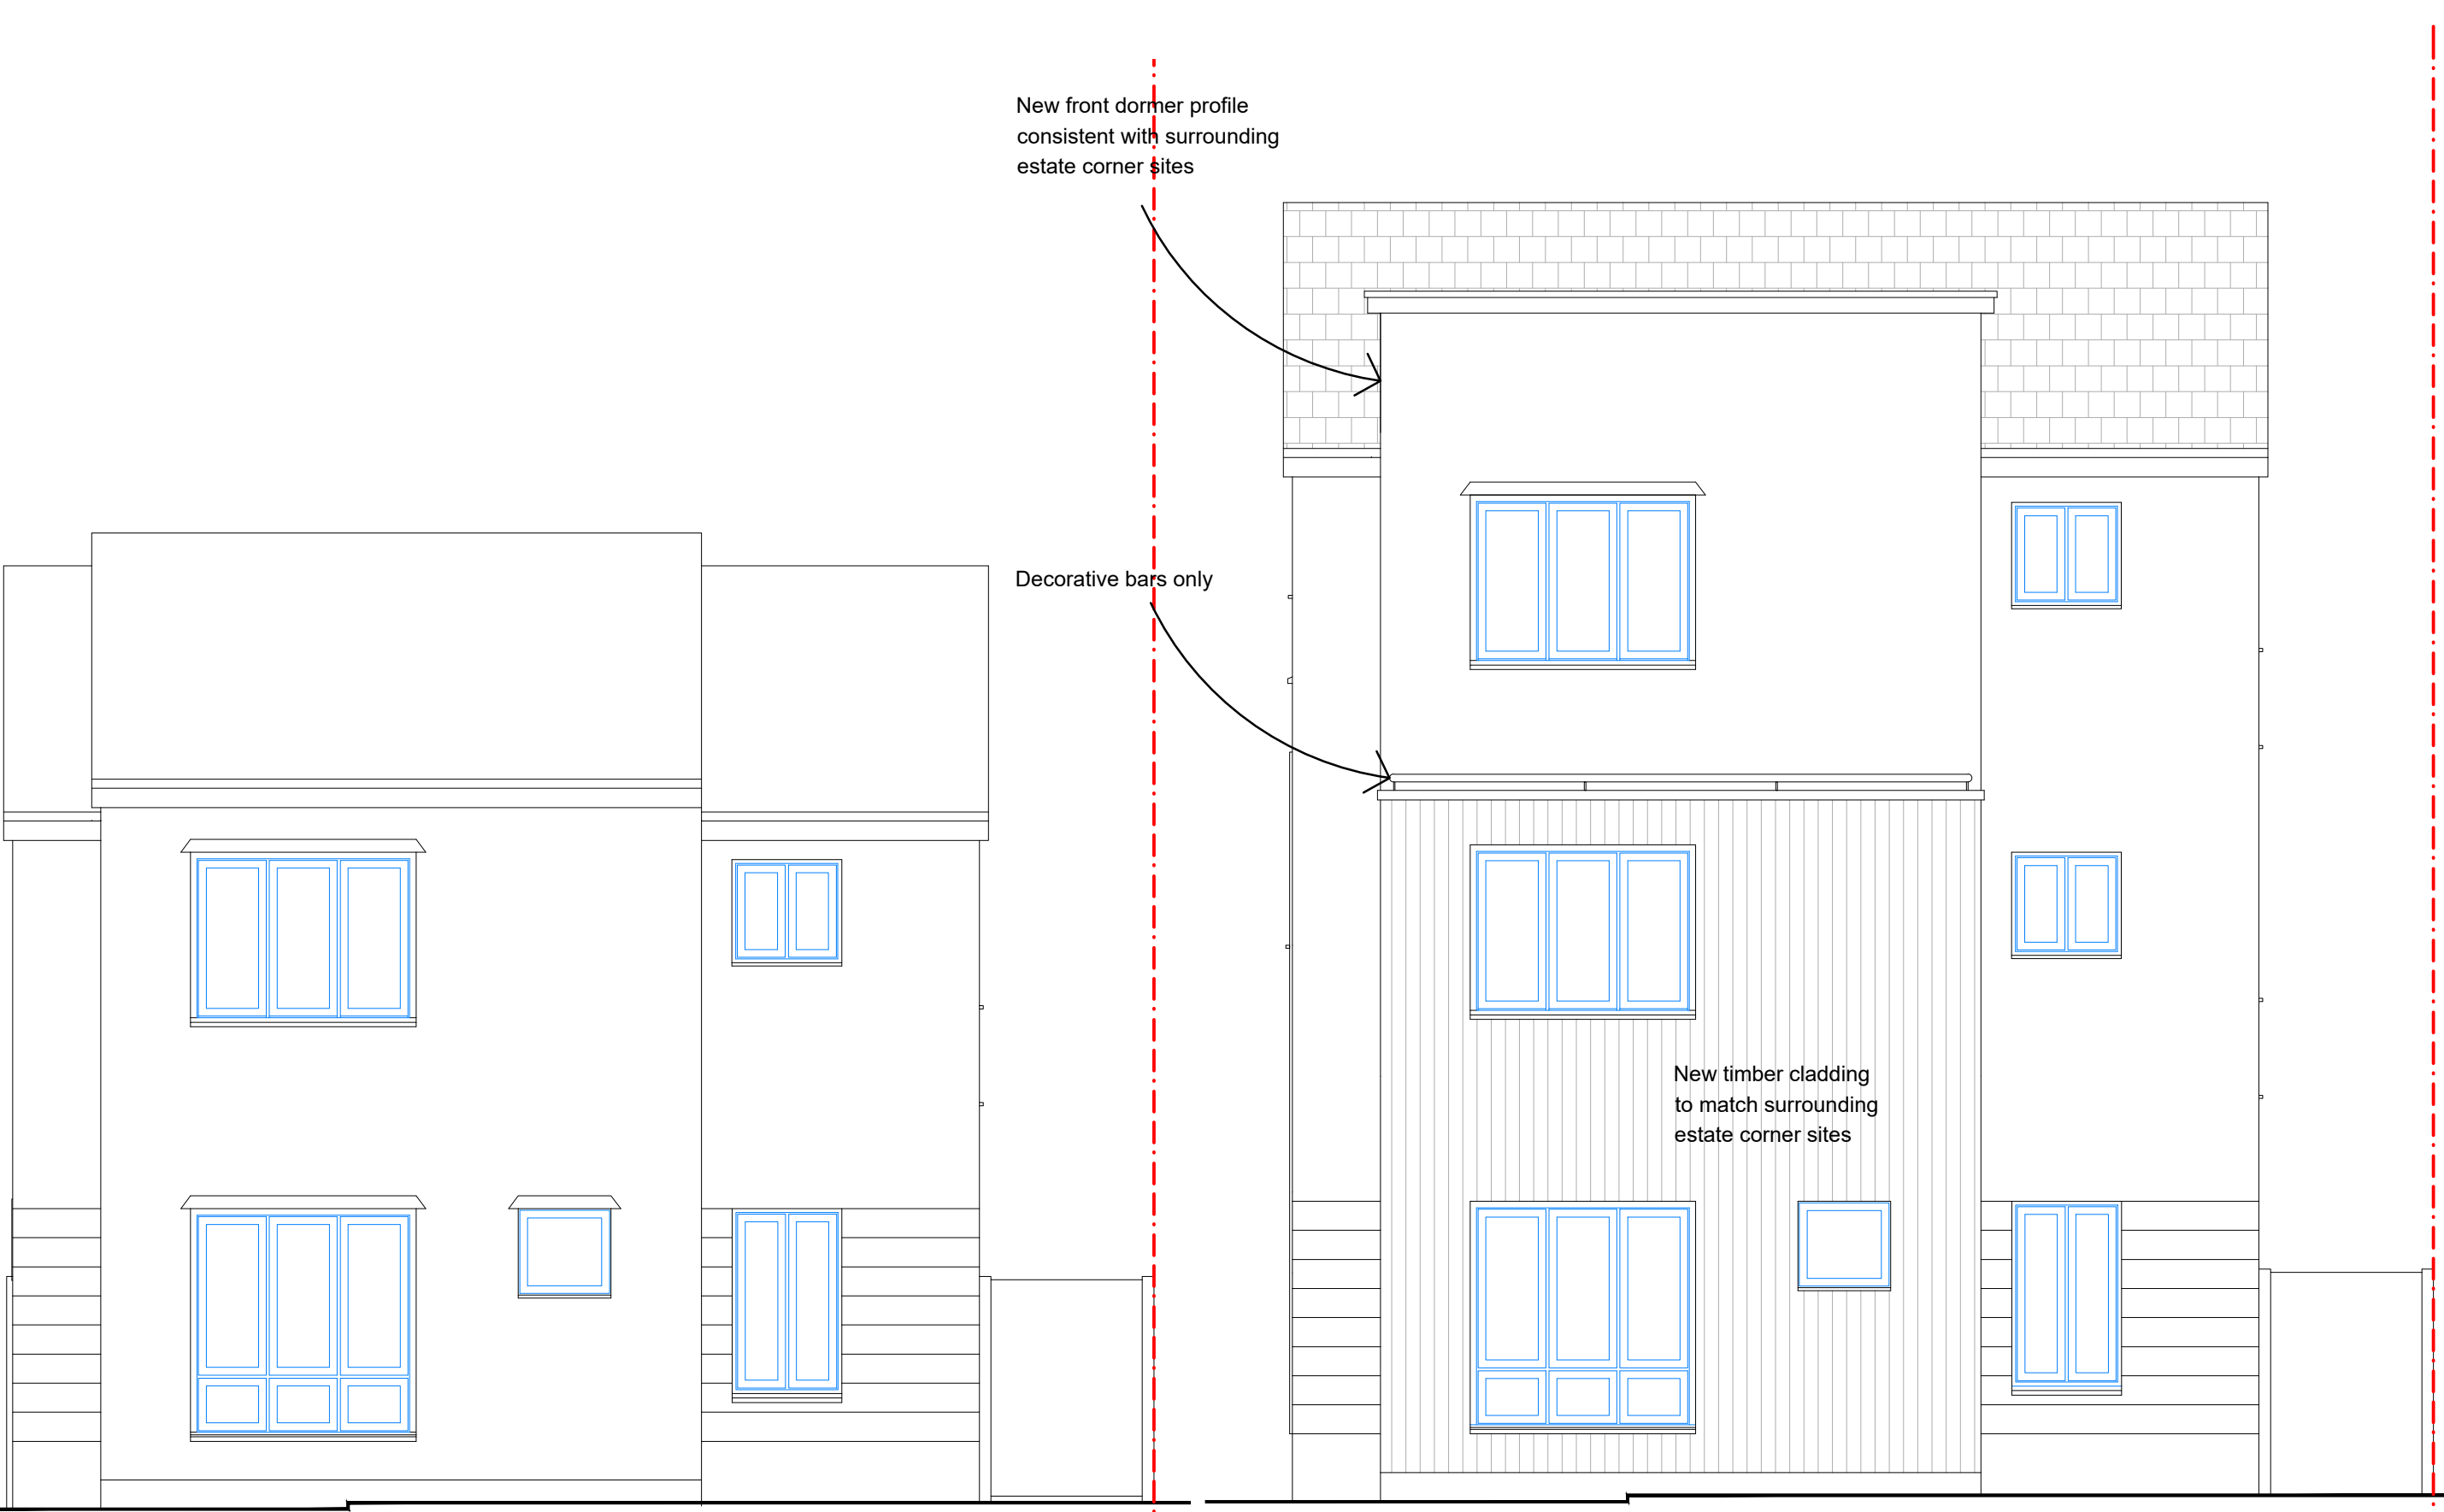 New front dormer profile
consistent with surrounding
estate corner sites
Decorative bars only
New timber cladding
to match surrounding
estate corner sites